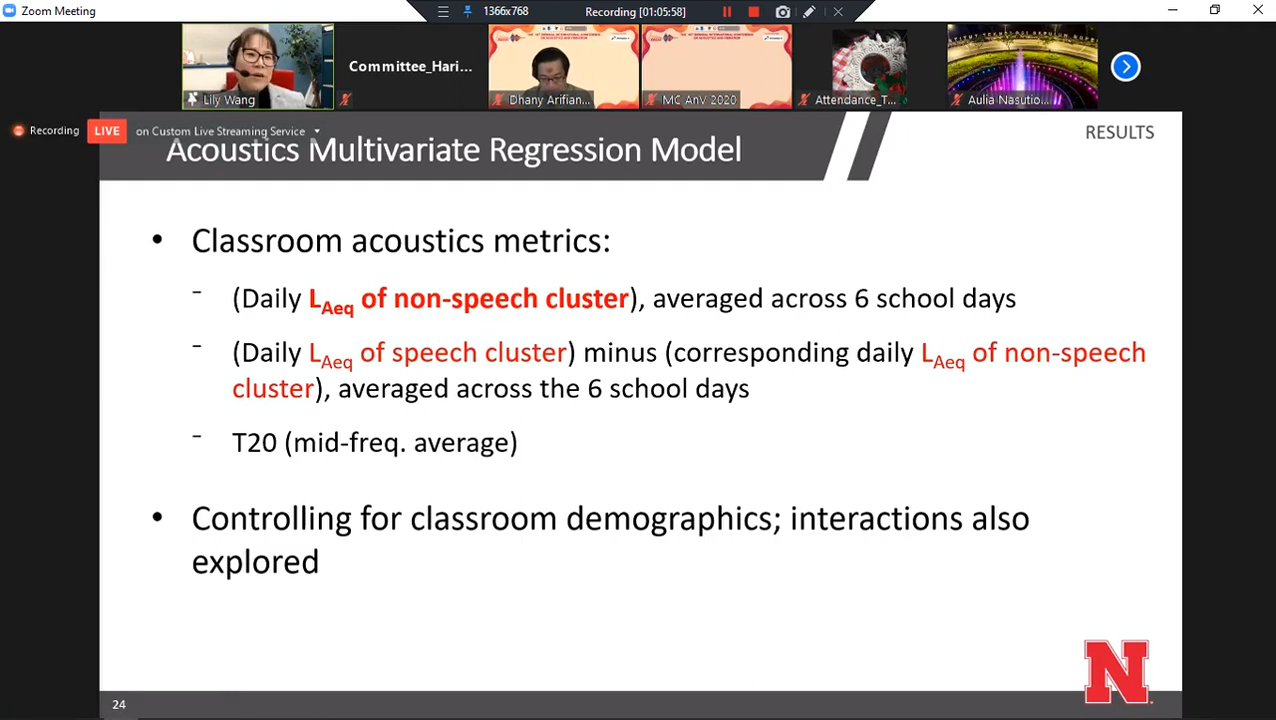 Zoom Meeting
1366x768
Recording [01:05:58]
Lily Wang
Committee_Hari...
Dhany Arifian...
MC AnV 2020
Attendance_T...
Aulia Nasutio...
Recording
LIVE
on Custom Live Streaming Service
RESULTS
Acoustics Multivariate Regression Model
• Classroom acoustics metrics:
- (Daily LAeq of non-speech cluster), averaged across 6 school days
- (Daily LAeq of speech cluster) minus (corresponding daily LAeq of non-speech
cluster), averaged across the 6 school days
- T20 (mid-freq. average)
• Controlling for classroom demographics; interactions also
explored
N
24